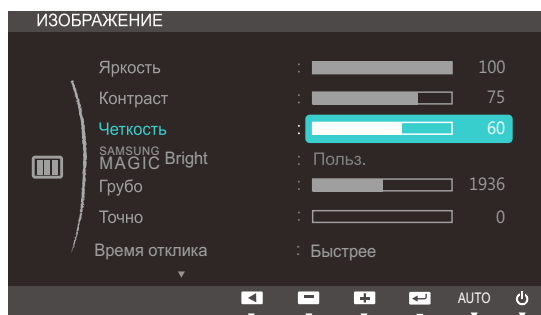 ИЗОБРАЖЕНИЕ
Яркость : 100
Контраст : 75
Четкость : 60
SAMSUNG MAGIC Bright : Польз.
Грубо : 1936
Точно : 0
Время отклика : Быстрее
AUTO